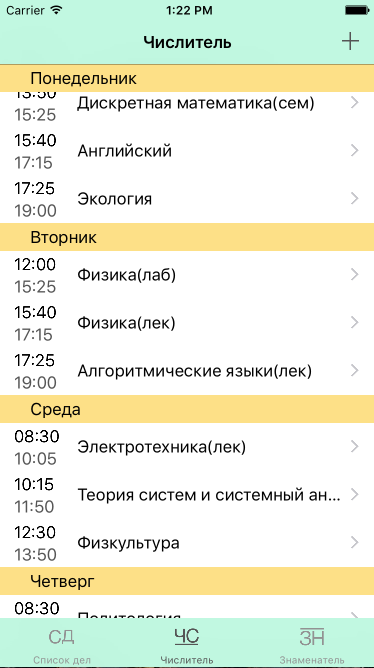 Carrier 1:22 PM
Числитель
Понедельник
13:50
Дискретная математика(сем)
15:25
15:40
Английский
17:15
17:25
Экология
19:00
Вторник
12:00
Физика(лаб)
15:25
15:40
Физика(лек)
17:15
17:25
Алгоритмические языки(лек)
19:00
Среда
08:30
Электротехника(лек)
10:05
10:15
Теория систем и системный ан...
11:50
12:30
Физкультура
13:50
Четверг
08:30
Политология
СД ЧС ЗН
Список дел Числитель Знаменатель